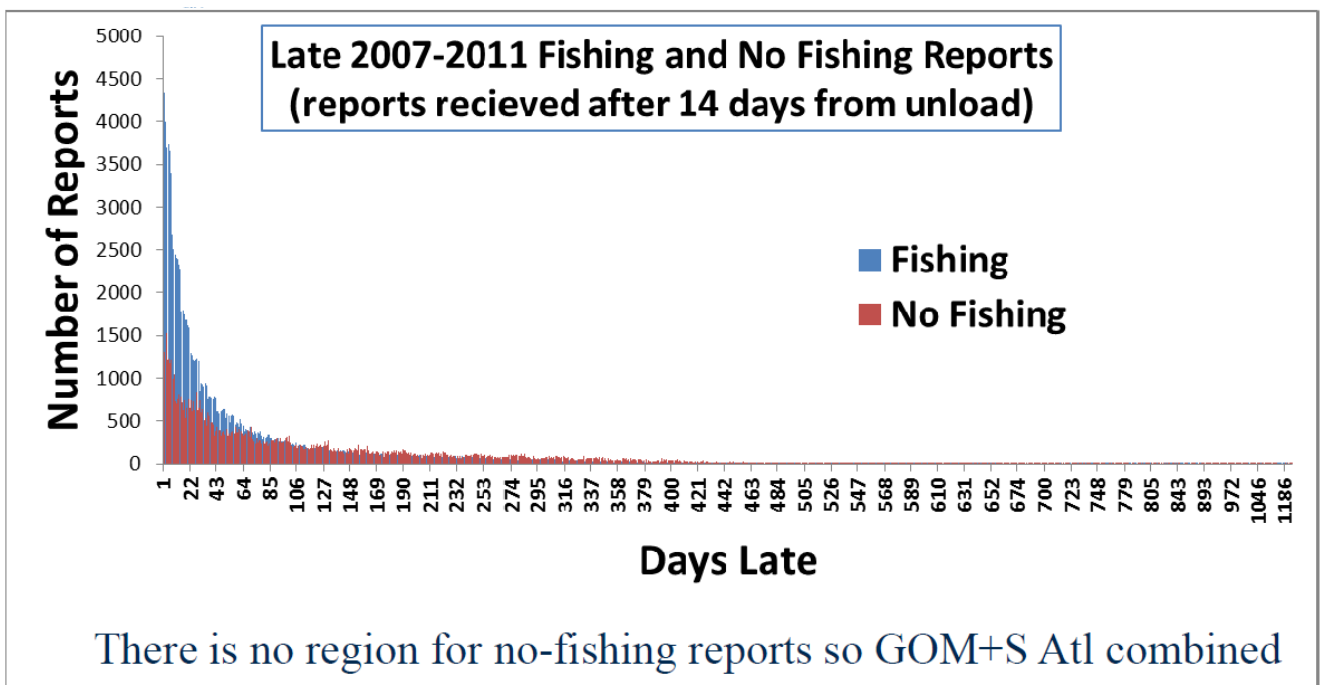 Late 2007-2011 Fishing and No Fishing Reports
(reports recieved after 14 days from unload)
Number of Reports
5000
4500
4000
3500
3000
2500
2000
1500
1000
500
0
Fishing
No Fishing
1 22 43 64 85 106 127 148 169 190 211 232 253 274 295 316 337 358 379 400 421 442 463 484 505 526 547 568 589 610 631 652 674 700 723 748 779 805 843 893 972 1046 1186
Days Late
There is no region for no-fishing reports so GOM+S Atl combined